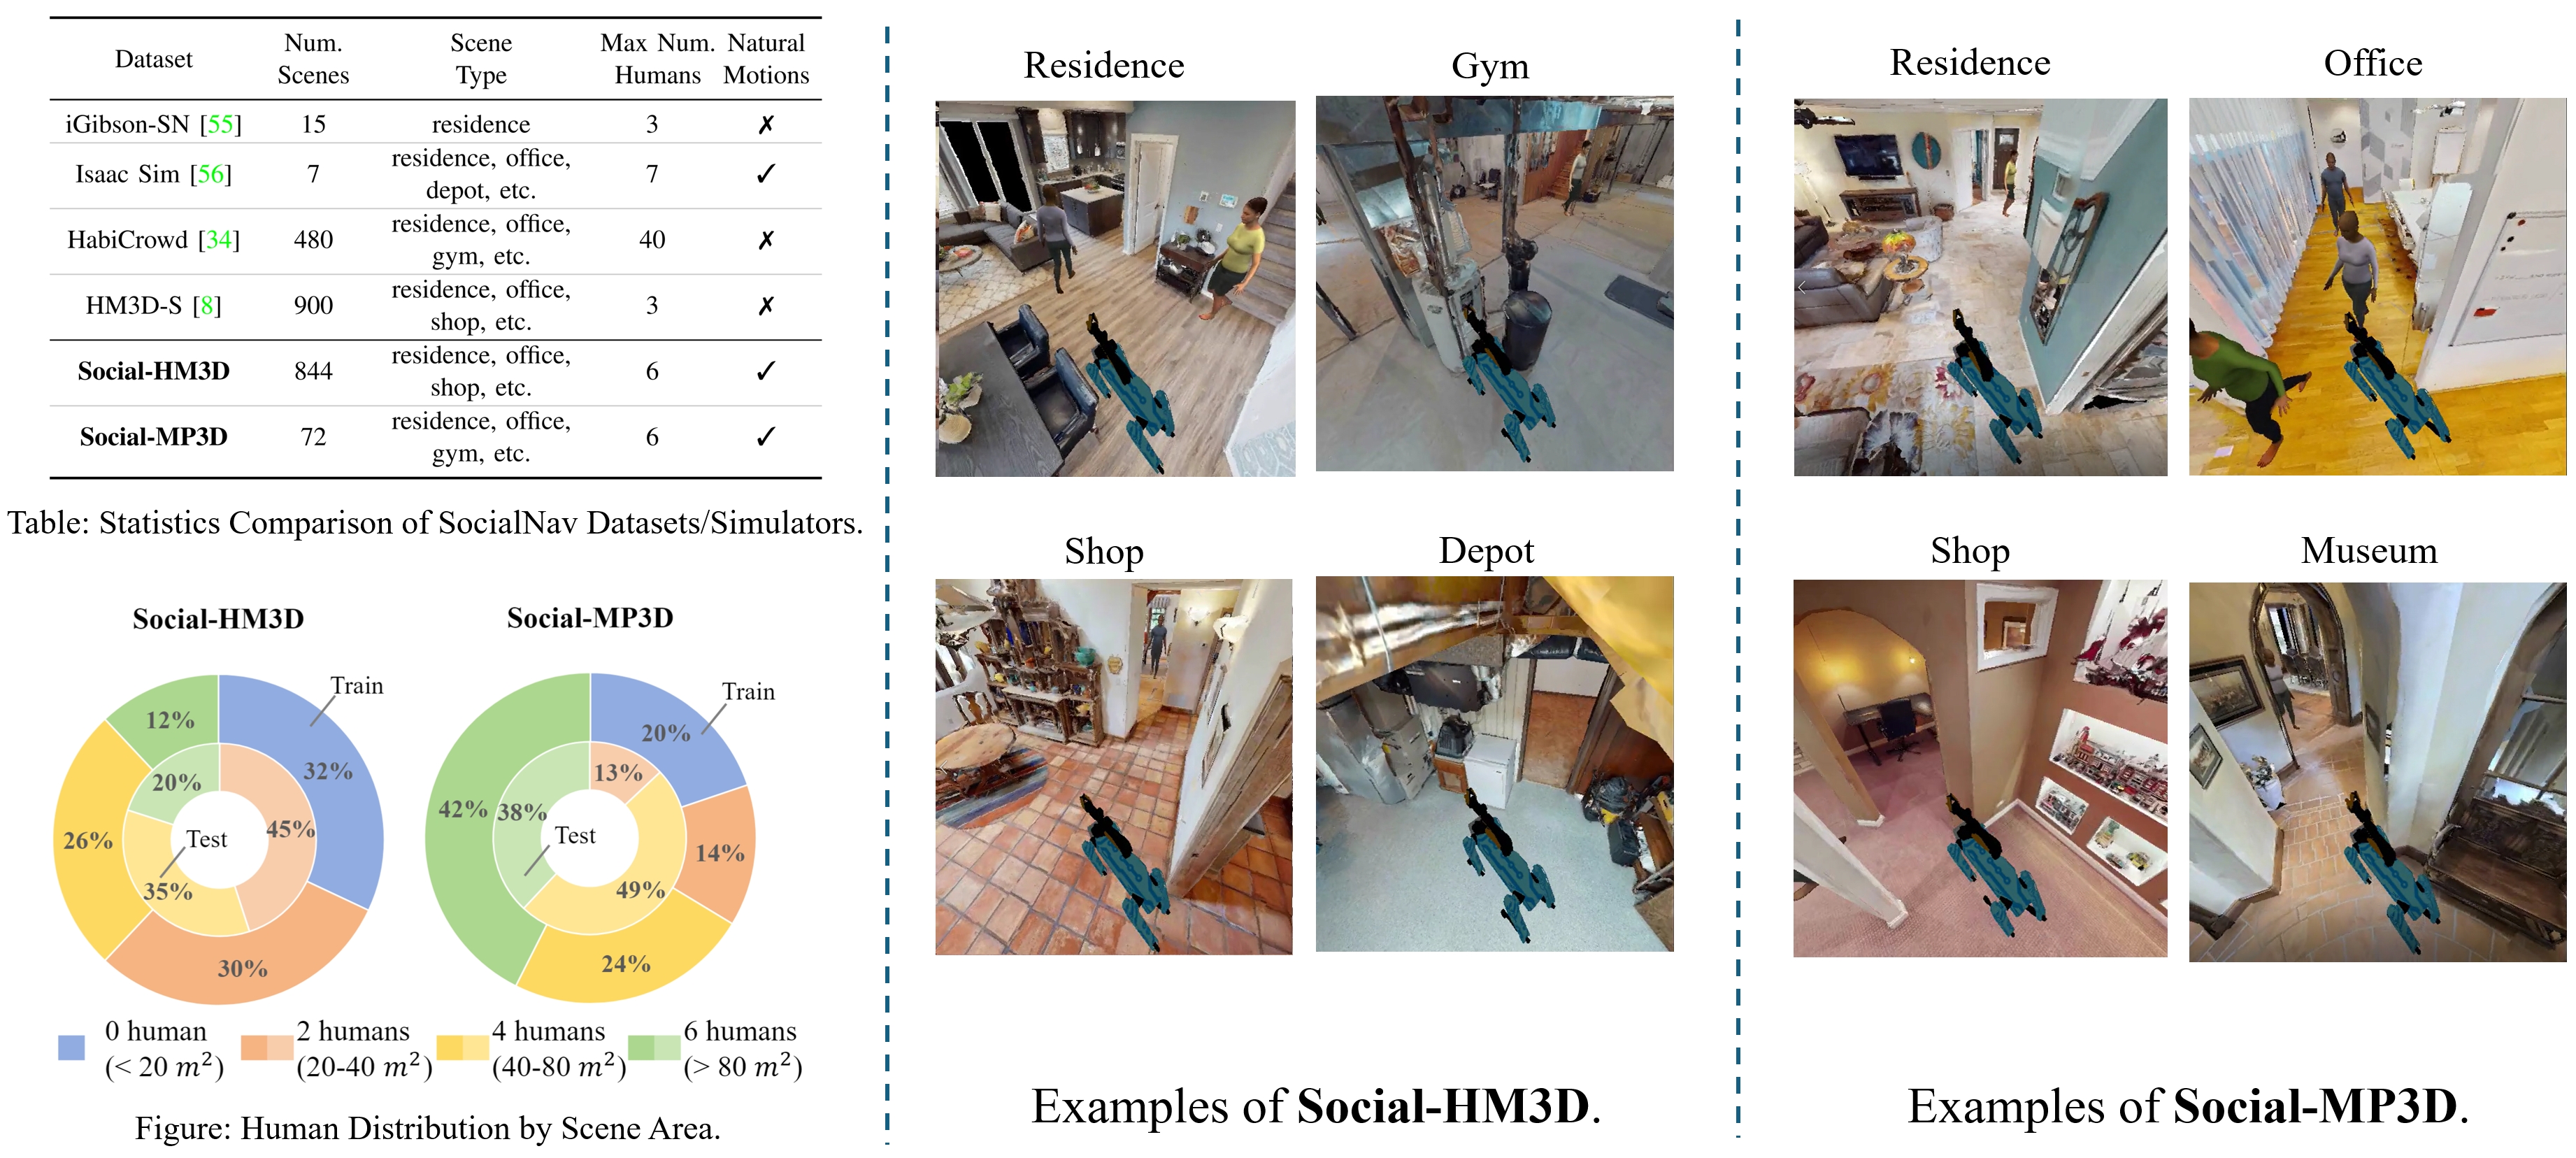 Dataset Num. Scenes Scene Type Max Num. Humans Natural Motions
iGibson-SN [55] 15 residence 3 ✗
Isaac Sim [56] 7 residence, office, depot, etc. 7 ✓
HabiCrowd [34] 480 residence, office, gym, etc. 40 ✗
HM3D-S [8] 900 residence, office, shop, etc. 3 ✗
Social-HM3D 844 residence, office, shop, etc. 6 ✓
Social-MP3D 72 residence, office, gym, etc. 6 ✓
Table: Statistics Comparison of SocialNav Datasets/Simulators.
Social-HM3D
Train
12%
32%
20%
45%
26%
Test
35%
30%
Social-MP3D
Train
20%
13%
42%
38%
Test
14%
49%
24%
0 human
(< 20 m²)
2 humans
(20-40 m²)
4 humans
(40-80 m²)
6 humans
(> 80 m²)
Figure: Human Distribution by Scene Area.
Residence
Gym
Shop
Depot
Examples of Social-HM3D.
Residence
Office
Shop
Museum
Examples of Social-MP3D.